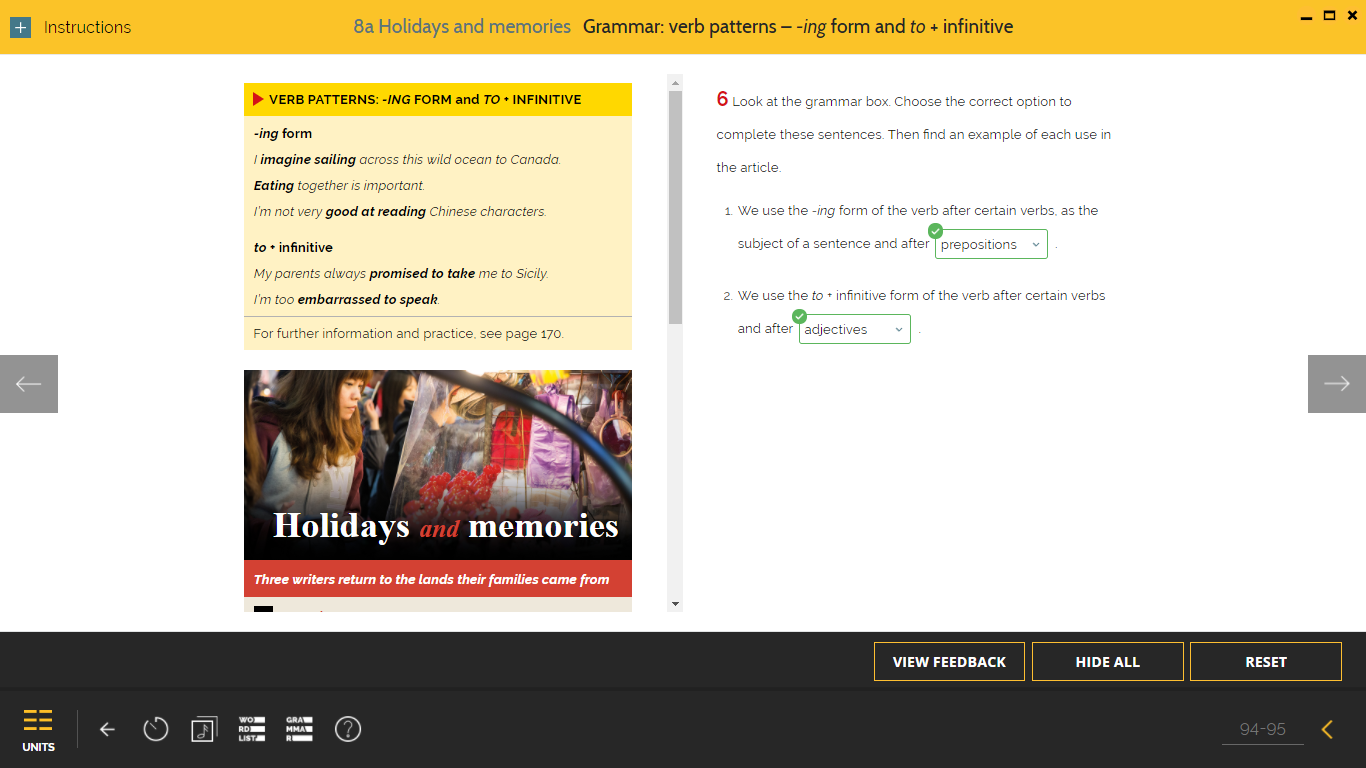 Instructions
8a Holidays and memories Grammar: verb patterns – -ing form and to + infinitive
VERB PATTERNS: -ING FORM and TO + INFINITIVE
-ing form
I imagine sailing across this wild ocean to Canada.
Eating together is important.
I'm not very good at reading Chinese characters.
to + infinitive
My parents always promised to take me to Sicily.
I'm too embarrassed to speak.
For further information and practice, see page 170.
Holidays and memories
Three writers return to the lands their families came from
6 Look at the grammar box. Choose the correct option to
complete these sentences. Then find an example of each use in
the article.
1. We use the -ing form of the verb after certain verbs, as the
subject of a sentence and after prepositions .
2. We use the to + infinitive form of the verb after certain verbs
and after adjectives .
VIEW FEEDBACK
HIDE ALL
RESET
UNITS
WO
RD
LIST
GRA
MMA
R
94-95